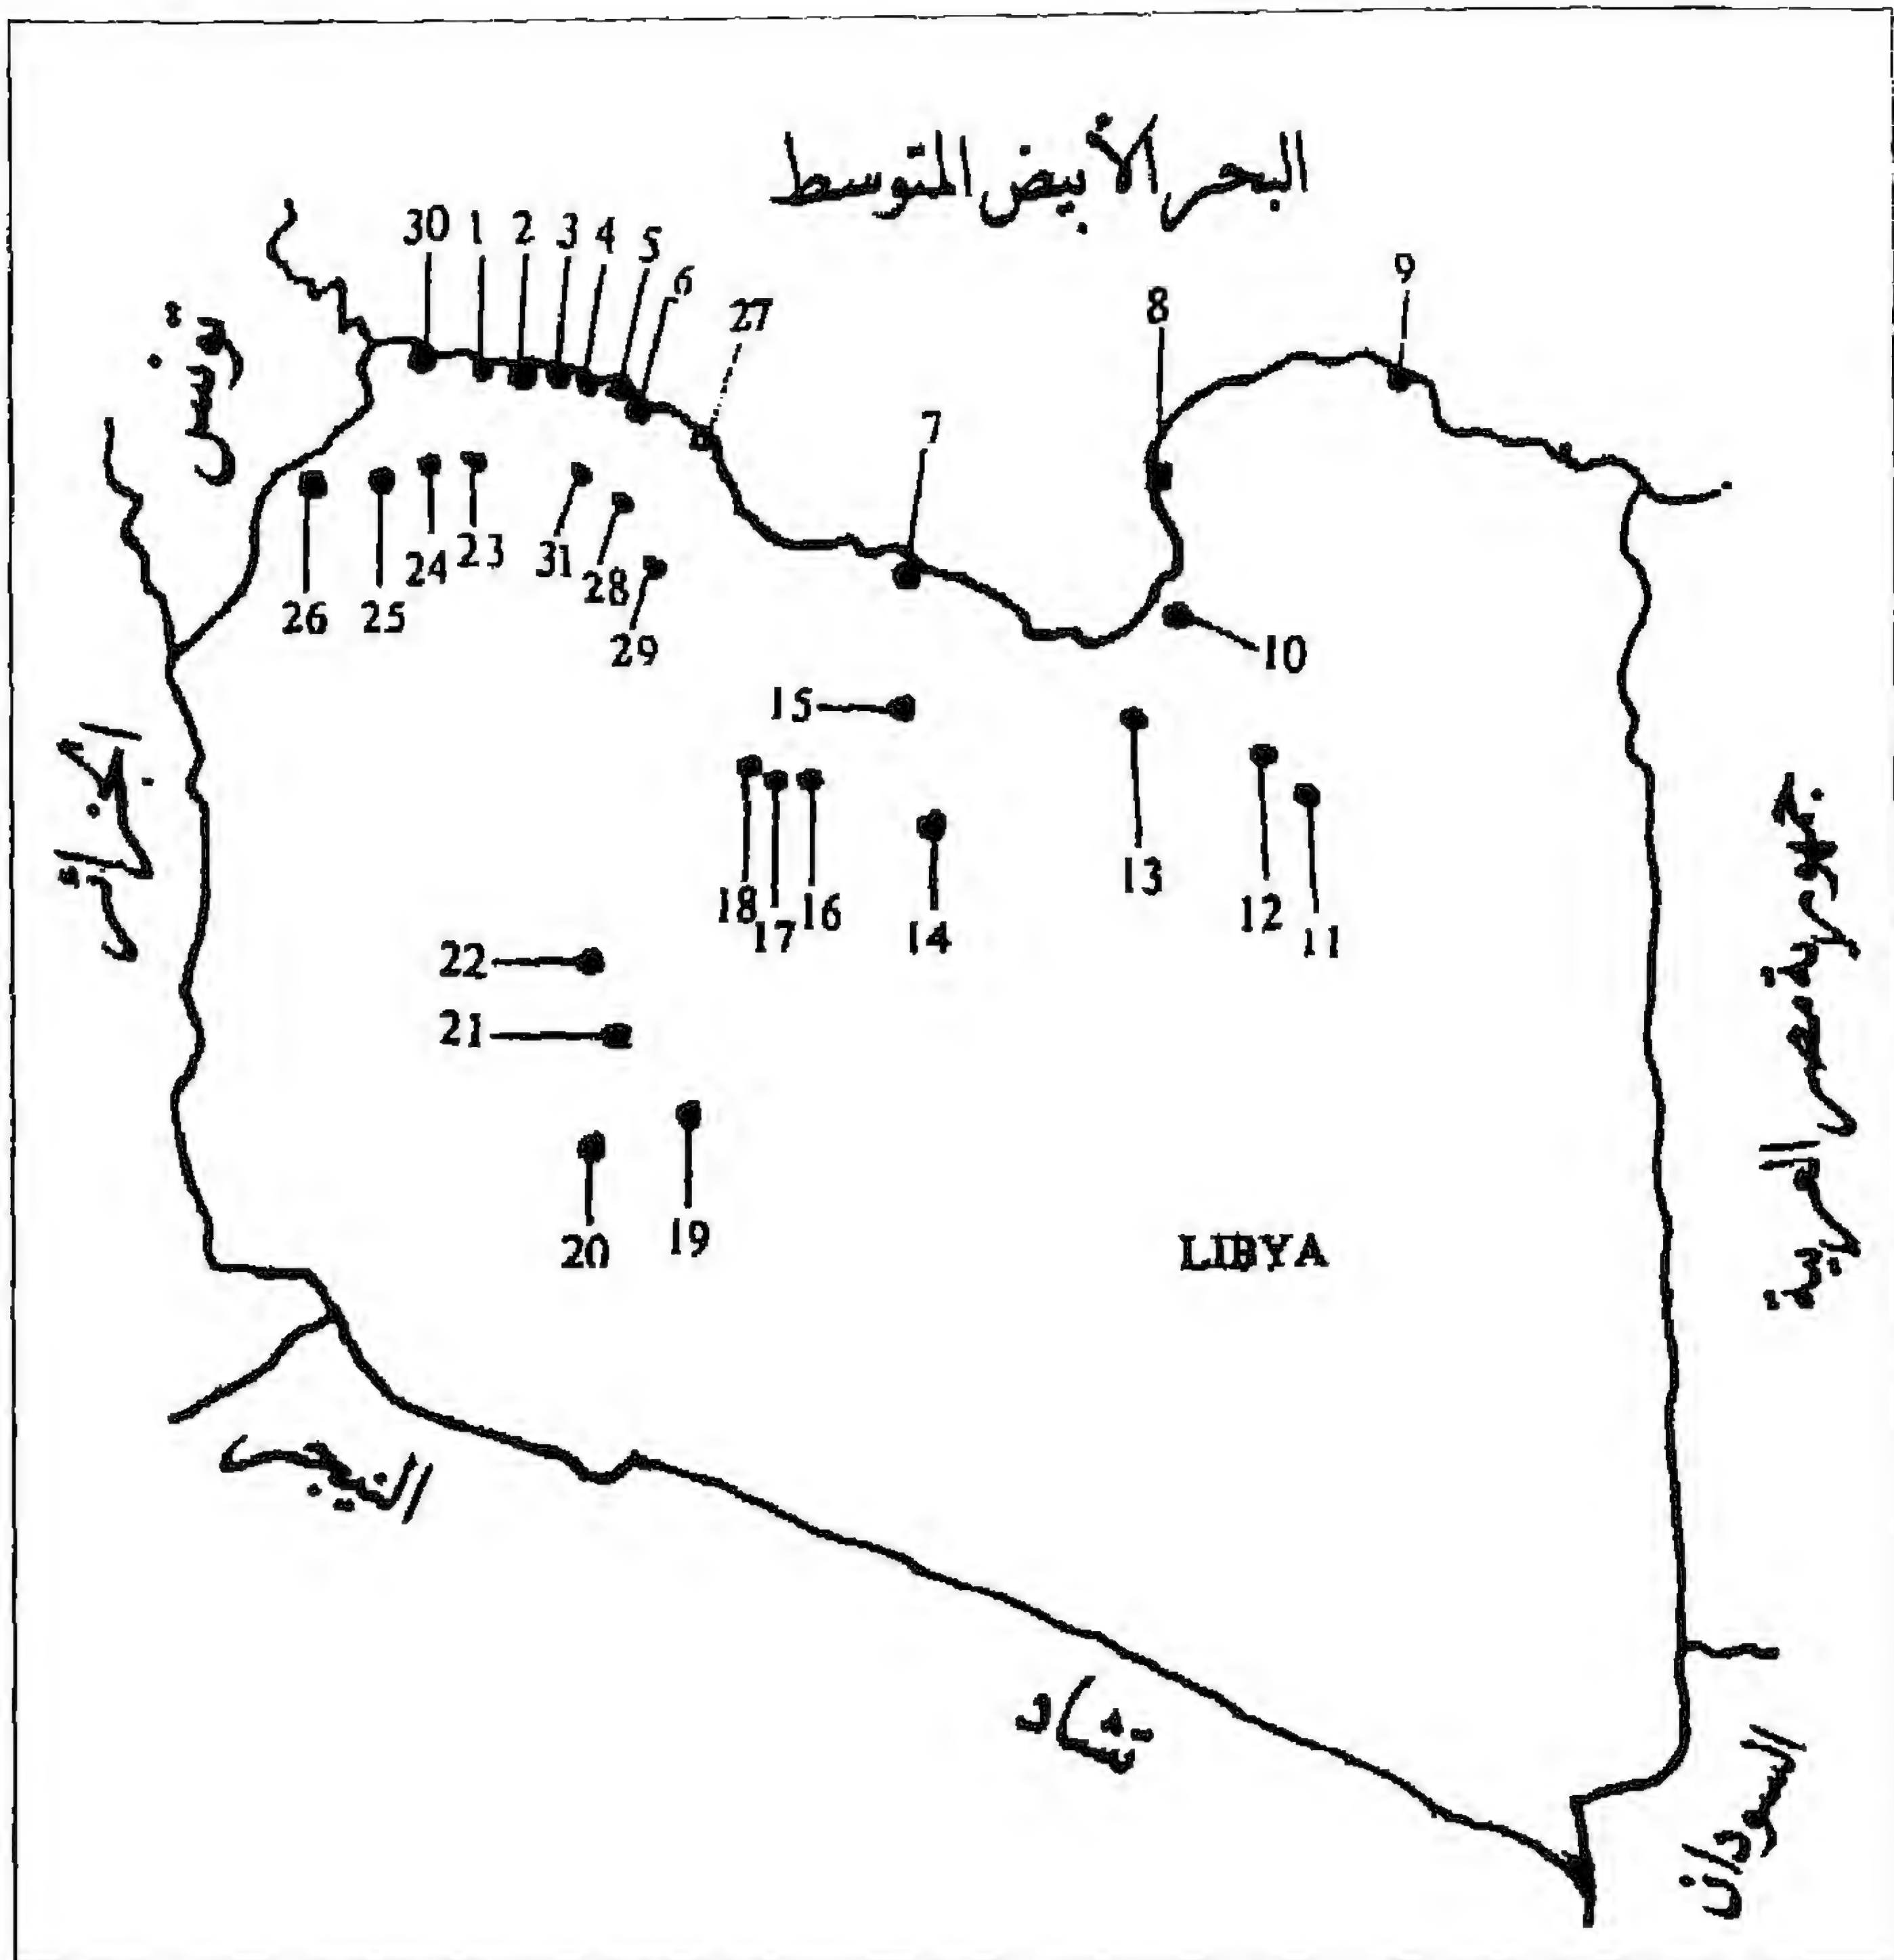 البحر الأبيض المتوسط
30 1 2 3 4 5 6 27 8 9
تونس
7
24 23 31 28
26 25 29 10
15
الجزائر
جمهورية مصر العربية
13
18 17 16 14 12 11
22
21
20 19
LIBYA
النيجر
تشاد
السودان